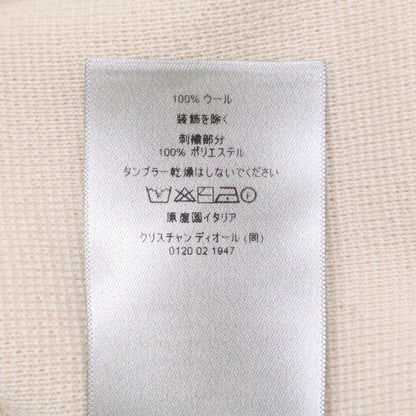 100% ウール
装飾を除く
刺繍部分
100% ポリエステル
タンブラー乾燥はしないでください
原産国イタリア
クリスチャン ディオール (同)
0120 02 1947